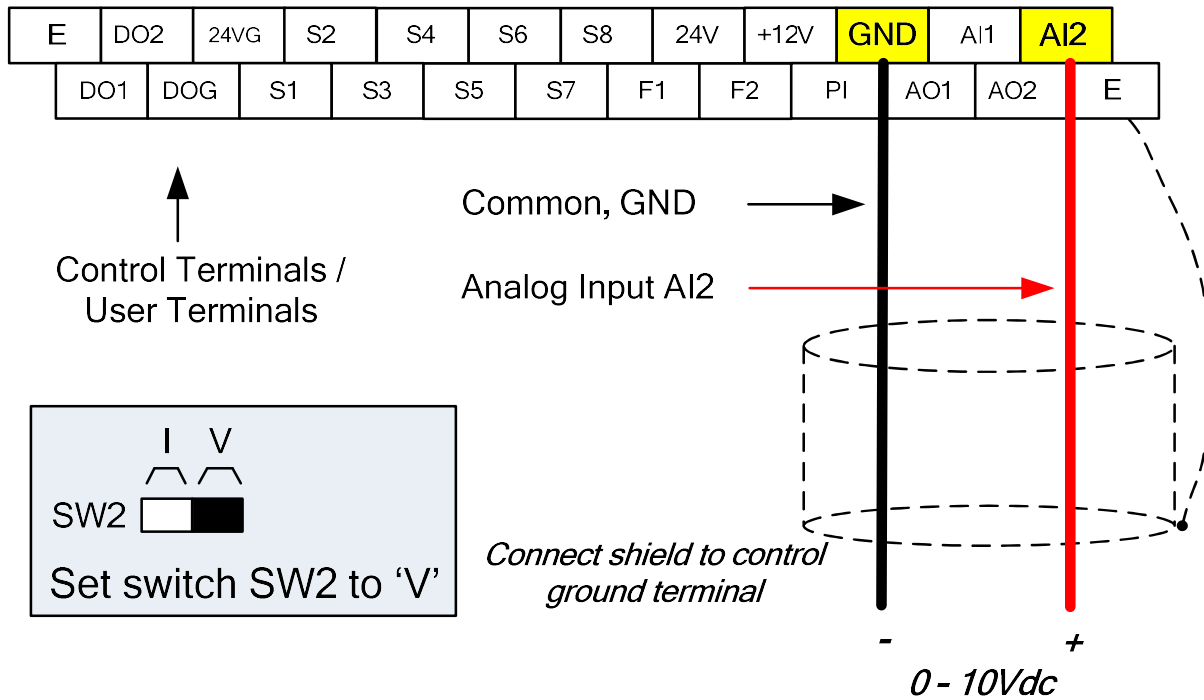 E DO2 24VG S2 S4 S6 S8 24V +12V GND AI1 AI2
DO1 DOG S1 S3 S5 S7 F1 F2 PI AO1 AO2 E
Common, GND
Control Terminals /
User Terminals
Analog Input AI2
I V
SW2
Set switch SW2 to ‘V’
Connect shield to control
ground terminal
- +
0 - 10Vdc